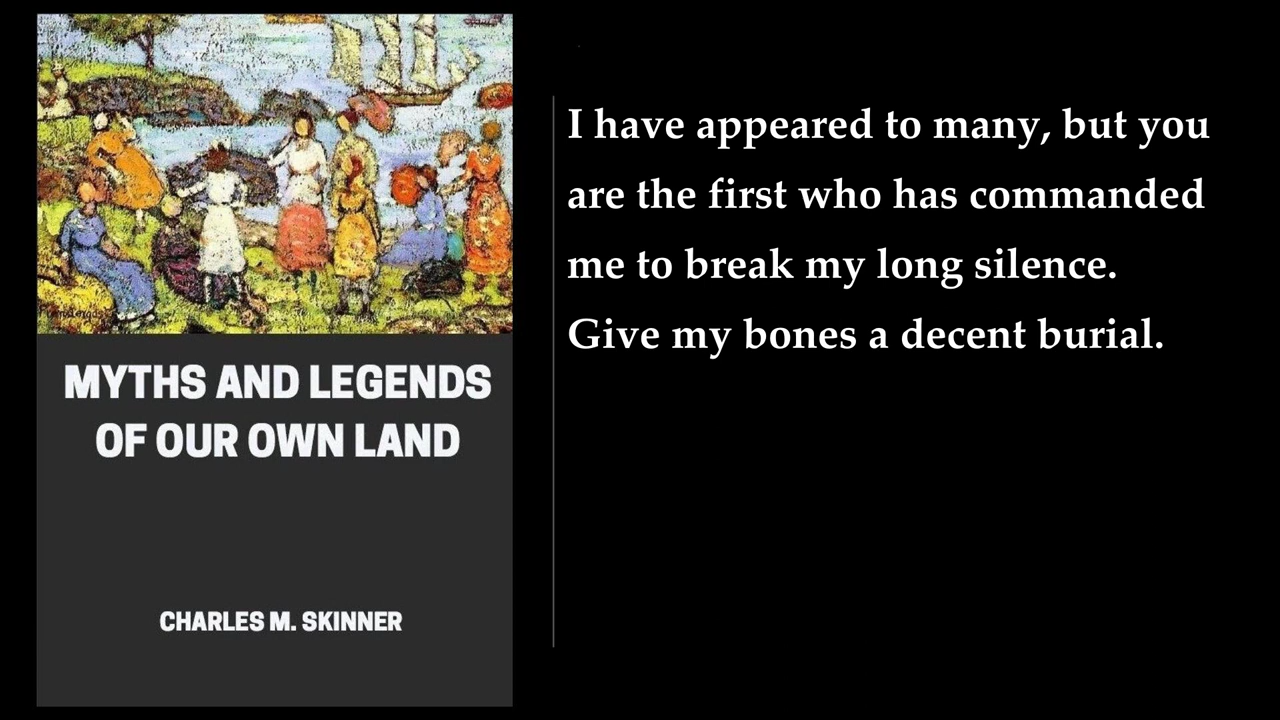 MYTHS AND LEGENDS
OF OUR OWN LAND
CHARLES M. SKINNER
I have appeared to many, but you
are the first who has commanded
me to break my long silence.
Give my bones a decent burial.